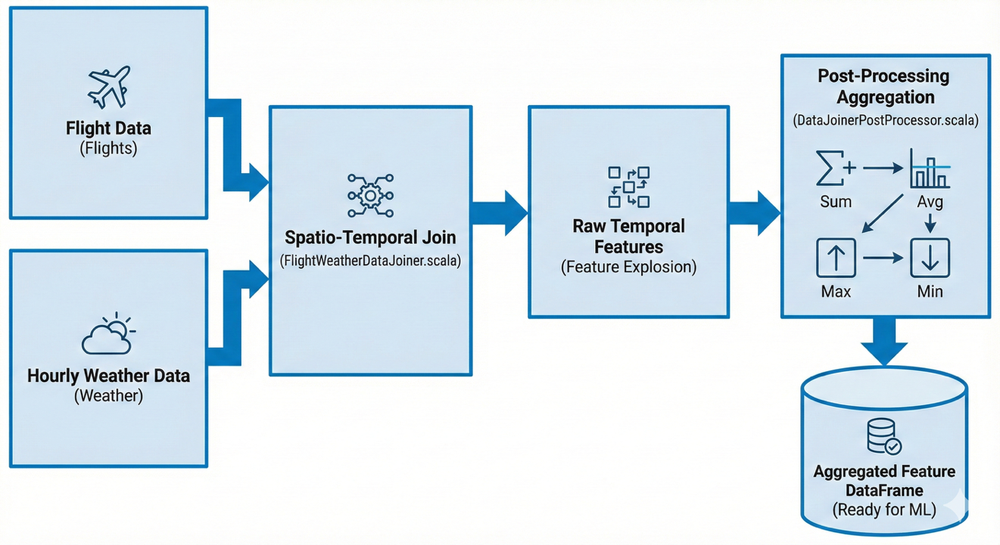 Flight Data
(Flights)
Hourly Weather Data
(Weather)
Spatio-Temporal Join
(FlightWeatherDataJoiner.scala)
Raw Temporal
Features
(Feature Explosion)
Post-Processing
Aggregation
(DataJoinerPostProcessor.scala)
Sum
Avg
Max
Min
Aggregated Feature
DataFrame
(Ready for ML)